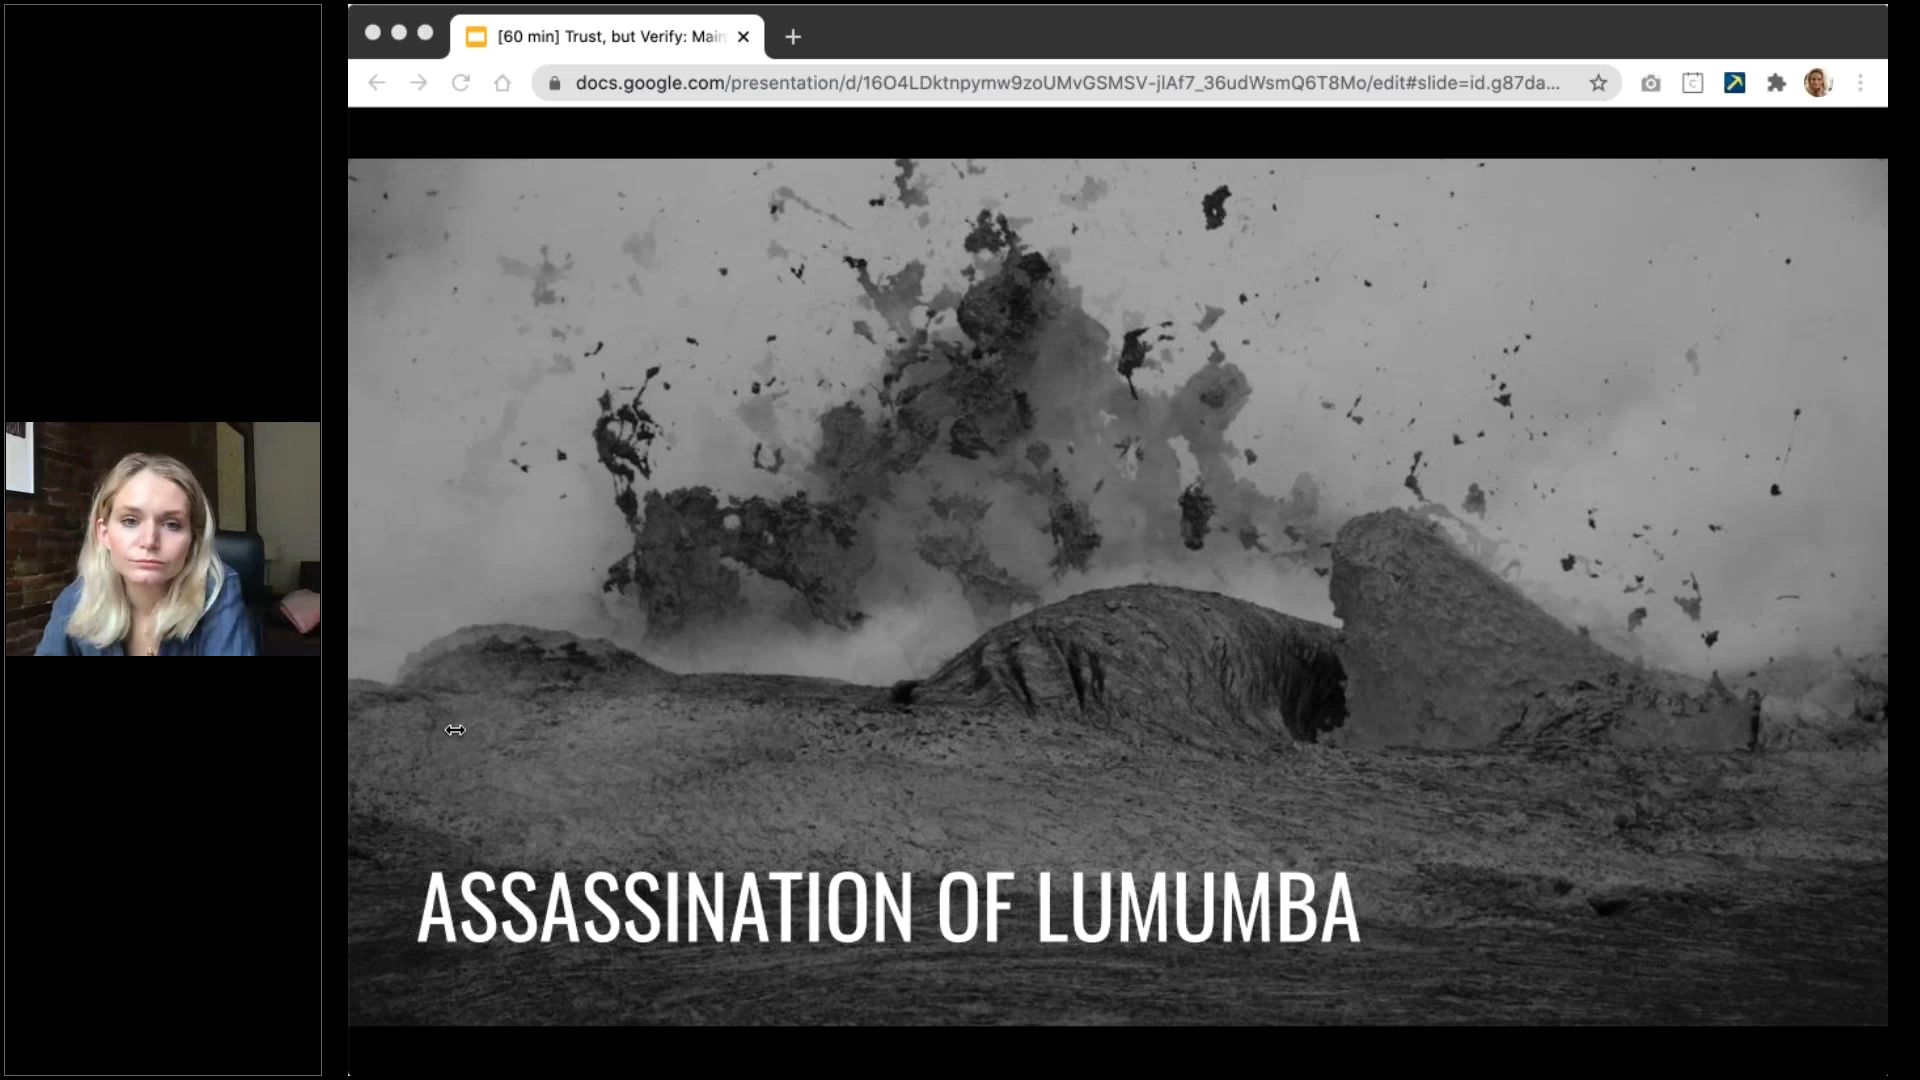 [60 min] Trust, but Verify: Main
docs.google.com/presentation/d/16O4LDktnpymw9zoUMvGSMSV-jlAf7_36udWsmQ6T8Mo/edit#slide=id.g87da...
ASSASSINATION OF LUMUMBA